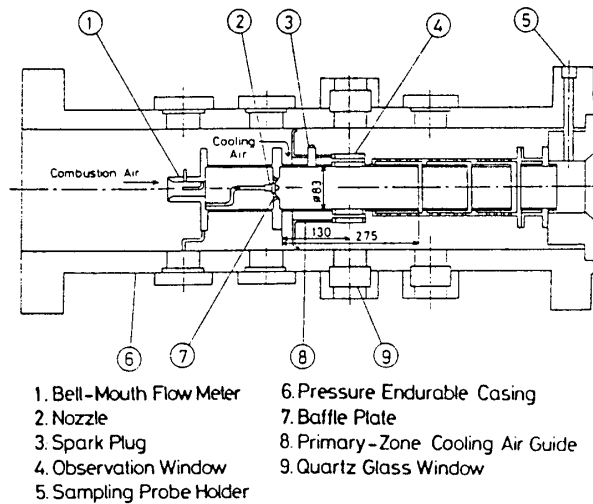 1 2 3 4 5
Cooling
Air
Combustion Air
ø83
130
275
6 7 8 9
1. Bell-Mouth Flow Meter
2. Nozzle
3. Spark Plug
4. Observation Window
5. Sampling Probe Holder
6. Pressure Endurable Casing
7. Baffle Plate
8. Primary-Zone Cooling Air Guide
9. Quartz Glass Window